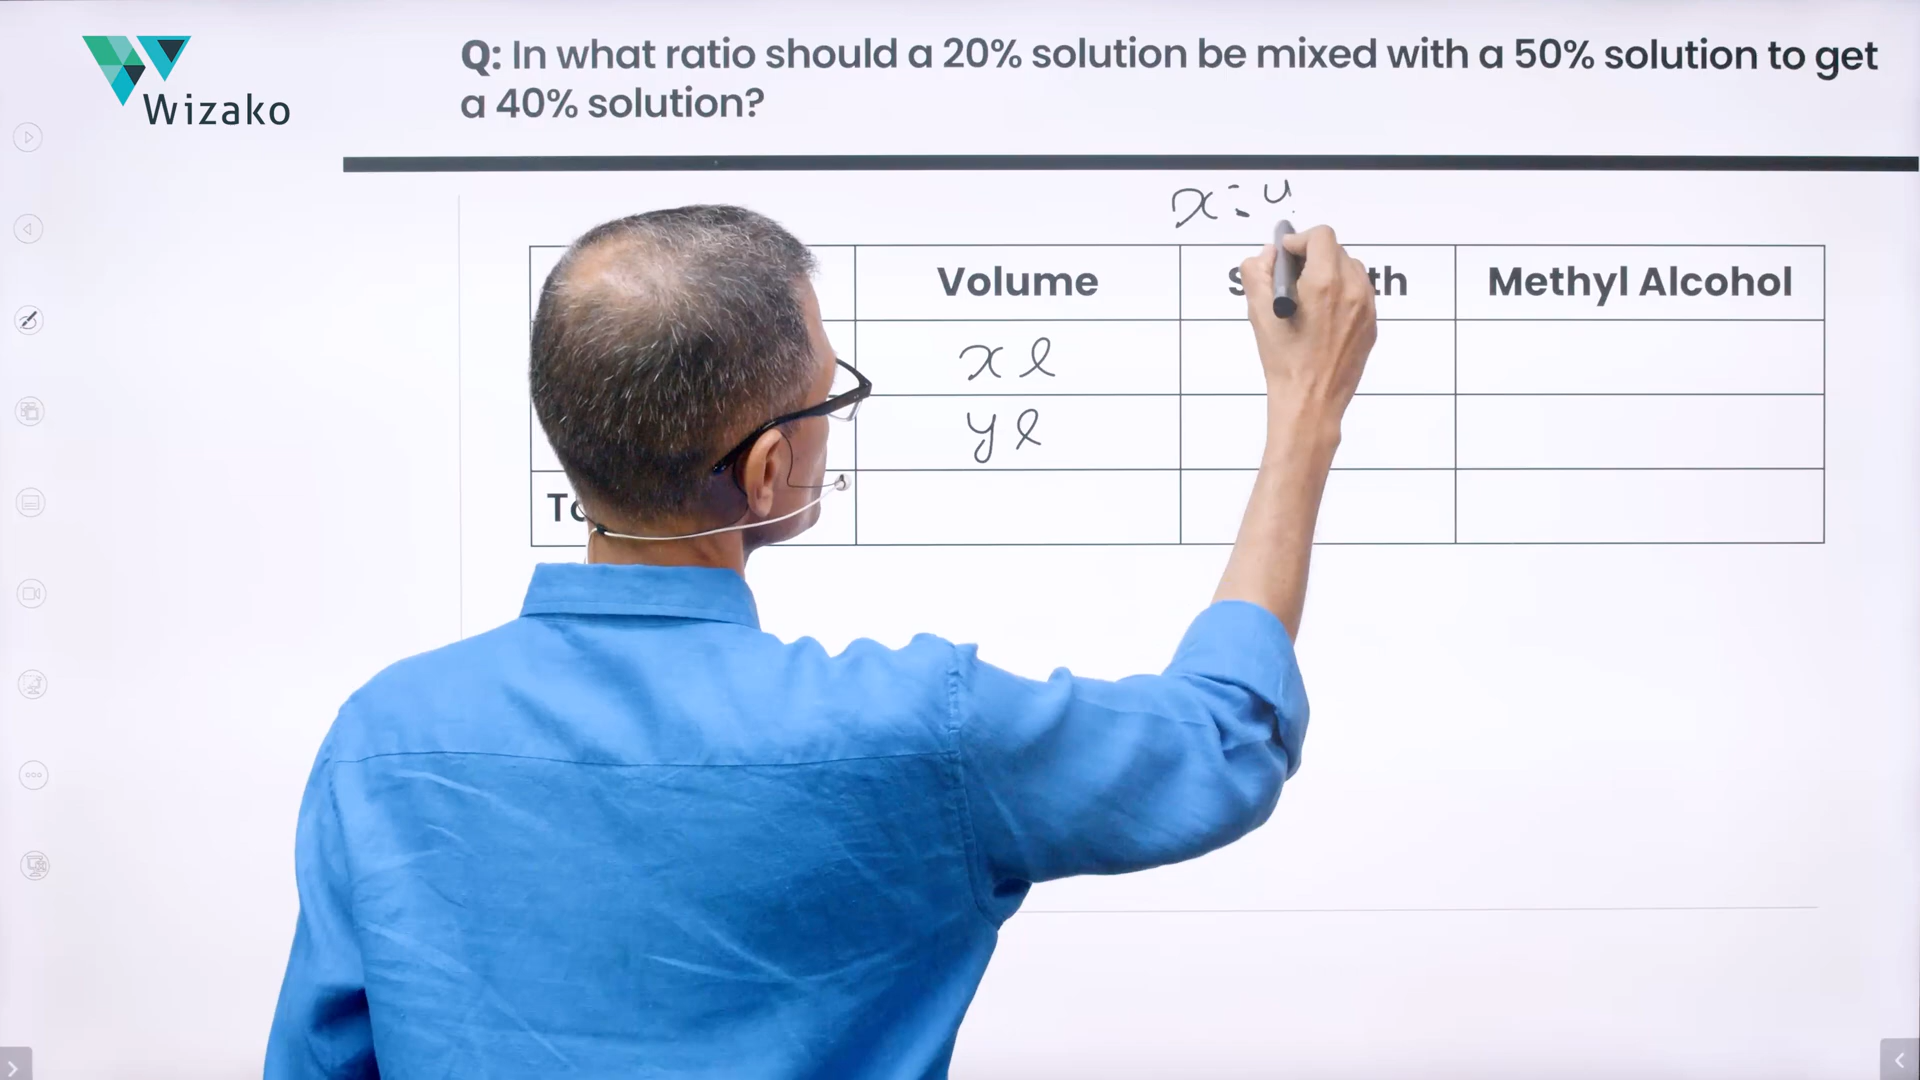 Wizako
Q: In what ratio should a 20% solution be mixed with a 50% solution to get
a 40% solution?
x :
Volume Methyl Alcohol
x l
y l